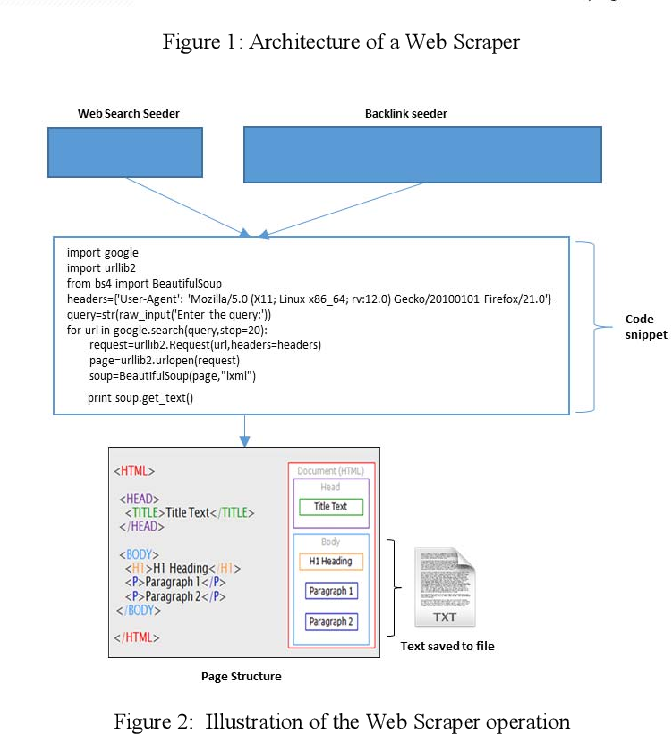 Figure 1: Architecture of a Web Scraper
Web Search Seeder
Backlink seeder
import google
import urllib2
from bs4 import BeautifulSoup
headers={'User-Agent': 'Mozilla/5.0 (X11; Linux x86_64; rv:12.0) Gecko/20100101 Firefox/21.0'}
query=str(raw_input('Enter the query:'))
for url in google.search(query,stop=20):
request=urllib2.Request(url,headers=headers)
page=urllib2.urlopen(request)
soup=BeautifulSoup(page,"lxml")
print soup.get_text()
Code
snippet
<HTML>
<HEAD>
<TITLE>Title Text</TITLE>
</HEAD>
<BODY>
<H1>H1 Heading</H1>
<P>Paragraph 1</P>
<P>Paragraph 2</P>
</BODY>
</HTML>
Document (HTML)
Head
Title Text
Body
H1 Heading
Paragraph 1
Paragraph 2
TXT
Text saved to file
Page Structure
Figure 2: Illustration of the Web Scraper operation